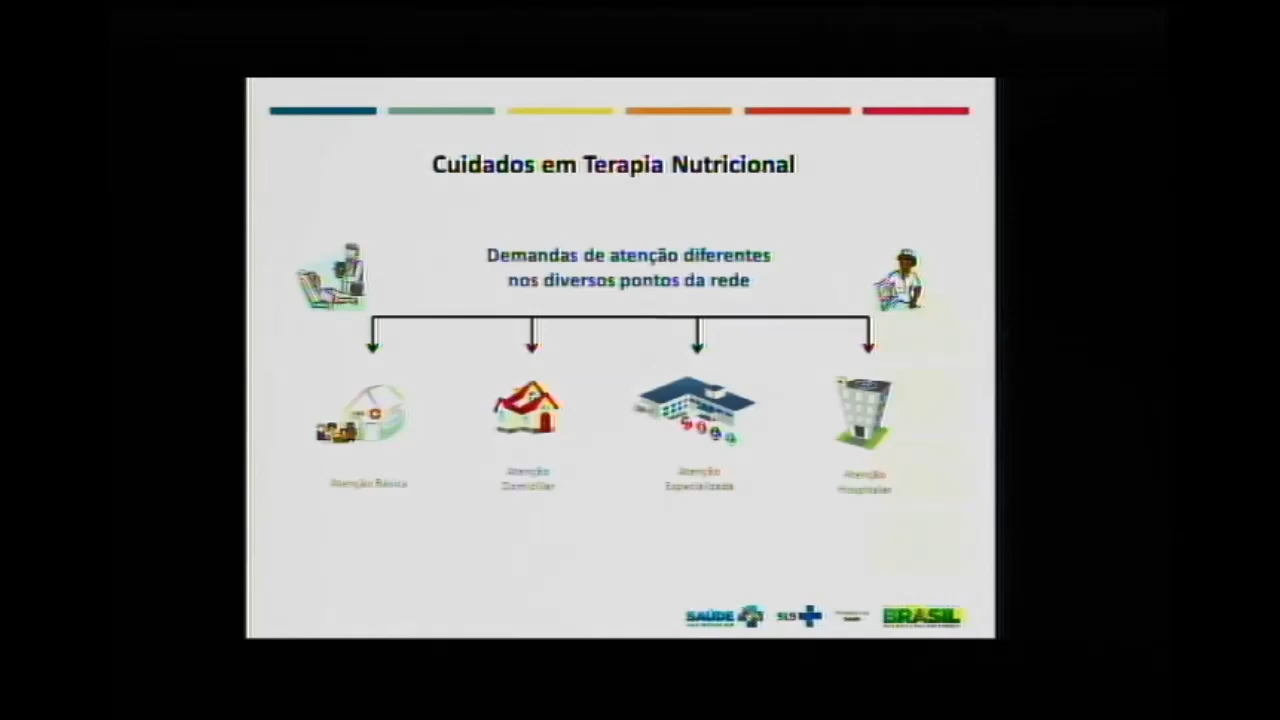 Cuidados em Terapia Nutricional
Demandas de atenção diferentes
nos diversos pontos da rede
Atenção Básica
Atenção
Domiciliar
Atenção
Especializada
Atenção
Hospitalar
SAÚDE
SUS
BRASIL